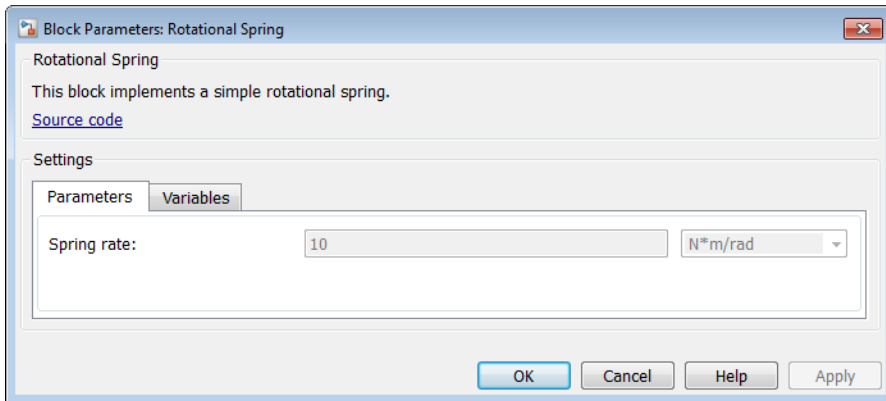 Block Parameters: Rotational Spring
Rotational Spring
This block implements a simple rotational spring.
Source code
Settings
Parameters Variables
Spring rate: 10 N*m/rad
OK Cancel Help Apply